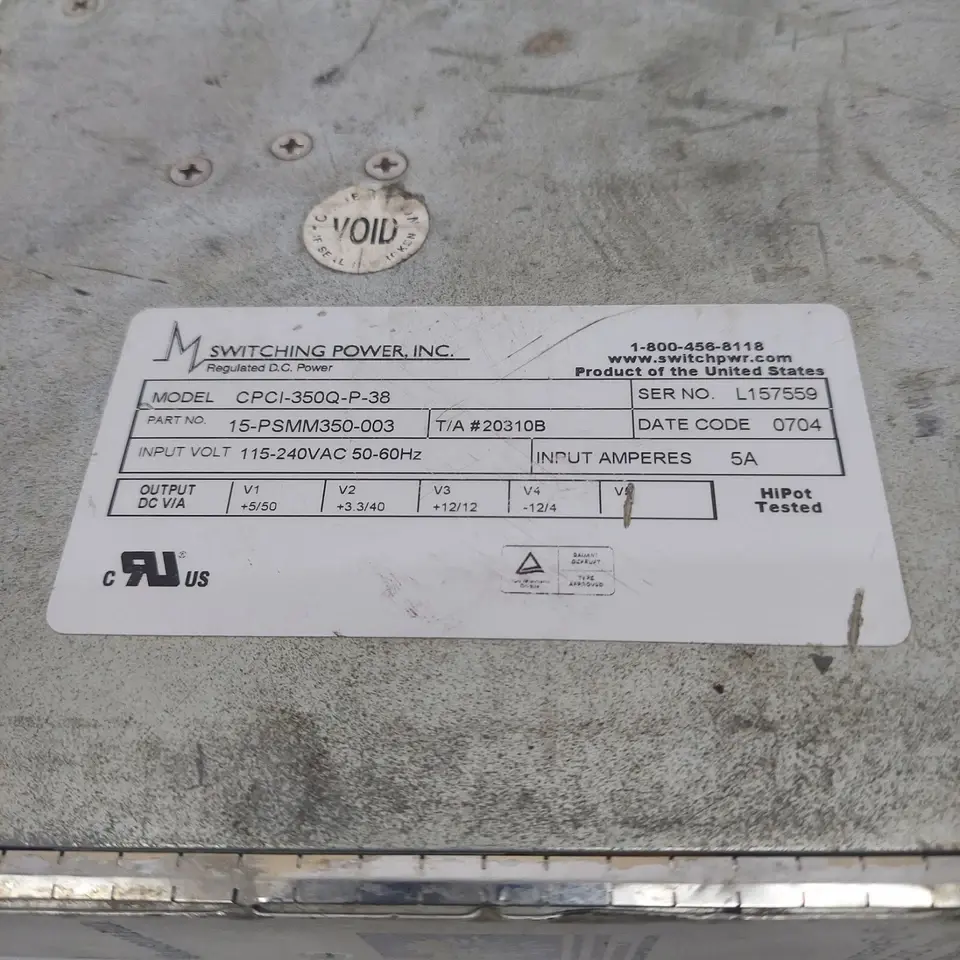 VOID
SWITCHING POWER, INC.
Regulated D.C. Power
1-800-456-8118
www.switchpwr.com
Product of the United States
MODEL CPCI-350Q-P-38
SER NO. L157559
PART NO. 15-PSMM350-003
T/A #20310B
DATE CODE 0704
INPUT VOLT 115-240VAC 50-60Hz
INPUT AMPERES 5A
OUTPUT V1 V2 V3 V4
DC V/A +5/50 +3.3/40 +12/12 -12/4
HiPot
Tested
C RU ® US
TYPE
APPROVED